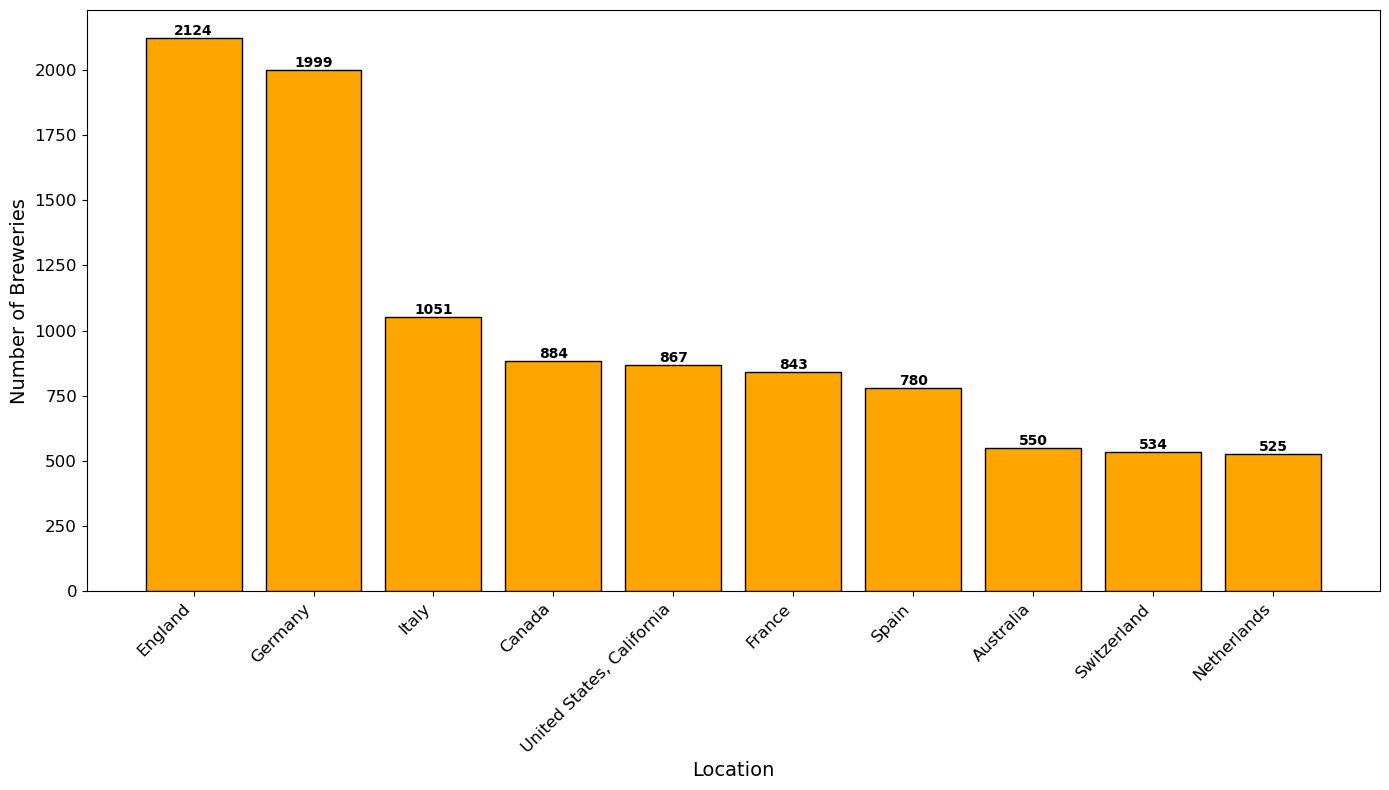 2124
1999
1051
884
867
843
780
550
534
525
2000
1750
1500
1250
1000
750
500
250
0
Number of Breweries
England
Germany
Italy
Canada
United States, California
France
Spain
Australia
Switzerland
Netherlands
Location